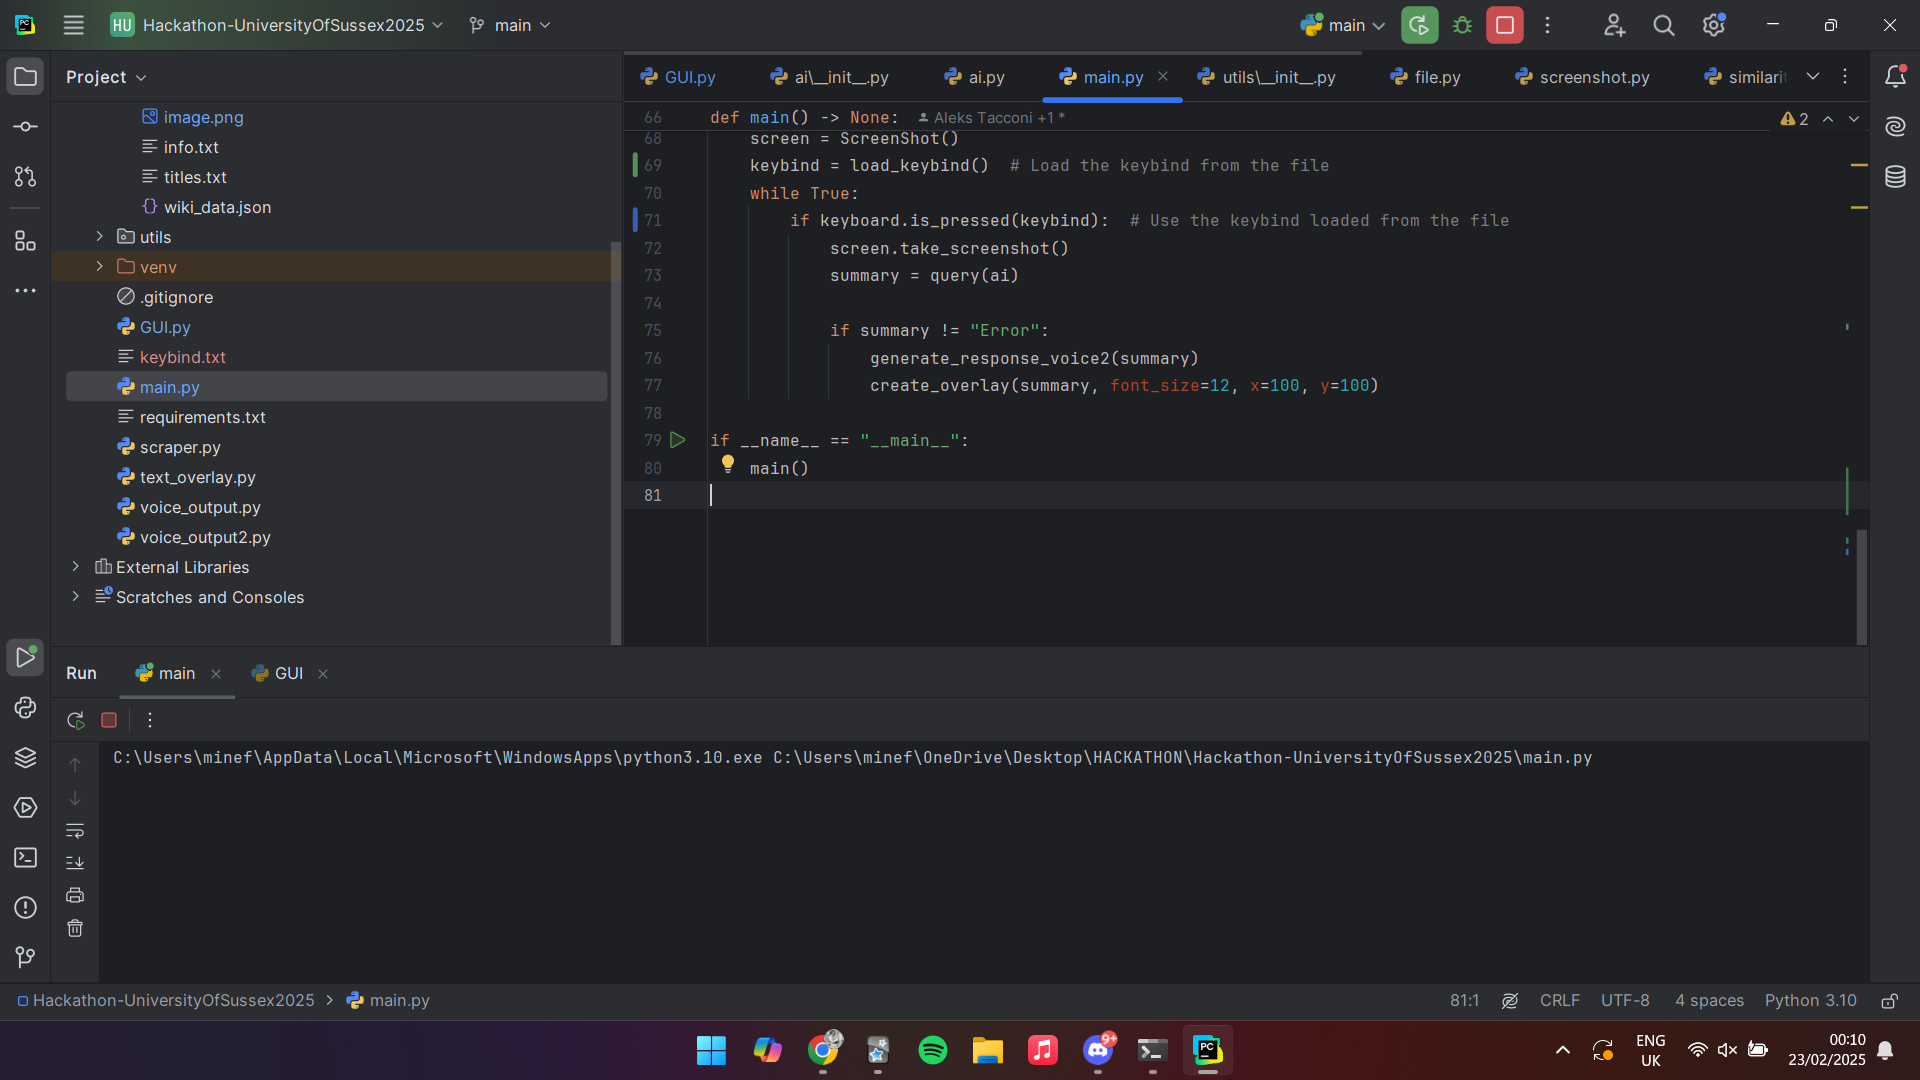 HU Hackathon-UniversityOfSussex2025 main main
Project
image.png
info.txt
titles.txt
wiki_data.json
utils
venv
.gitignore
GUI.py
keybind.txt
main.py
requirements.txt
scraper.py
text_overlay.py
voice_output.py
voice_output2.py
External Libraries
Scratches and Consoles
GUI.py ai\__init__.py ai.py main.py utils\__init__.py file.py screenshot.py similari
66 def main() -> None: Aleks Tacconi +1 * 2
68 screen = ScreenShot()
69 keybind = load_keybind()  # Load the keybind from the file
70 while True:
71 if keyboard.is_pressed(keybind):  # Use the keybind loaded from the file
72 screen.take_screenshot()
73 summary = query(ai)
74
75 if summary != "Error":
76 generate_response_voice2(summary)
77 create_overlay(summary, font_size=12, x=100, y=100)
78
79 if __name__ == "__main__":
80 main()
81
Run main GUI
C:\Users\minef\AppData\Local\Microsoft\WindowsApps\python3.10.exe C:\Users\minef\OneDrive\Desktop\HACKATHON\Hackathon-UniversityOfSussex2025\main.py
Hackathon-UniversityOfSussex2025 > main.py 81:1 CRLF UTF-8 4 spaces Python 3.10
PC 9+ PC
ENG
UK
00:10
23/02/2025